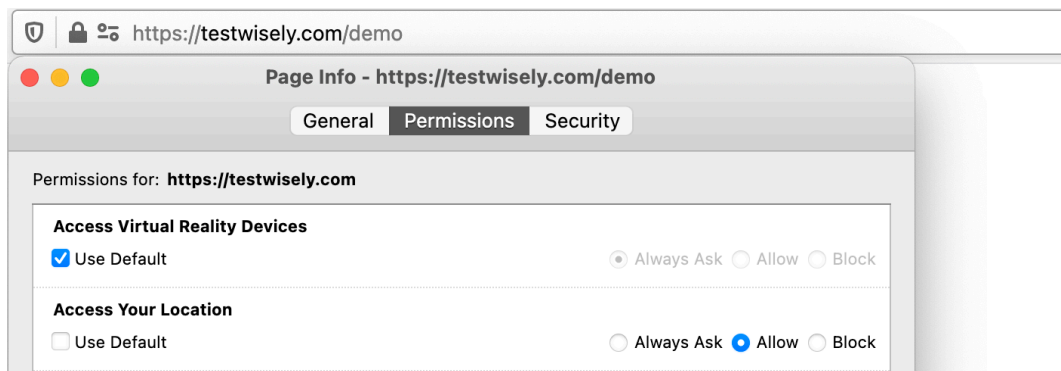 https://testwisely.com/demo
Page Info - https://testwisely.com/demo
General Permissions Security
Permissions for: https://testwisely.com
Access Virtual Reality Devices
Use Default Always Ask Allow Block
Access Your Location
Use Default Always Ask Allow Block